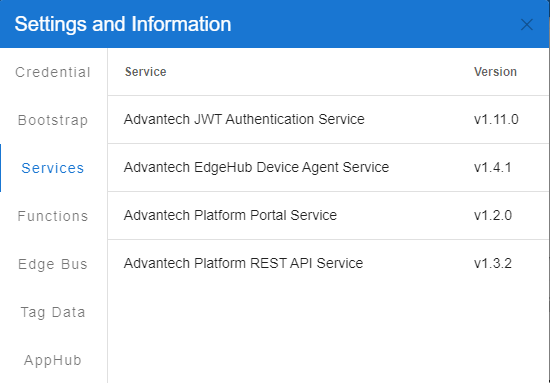 Settings and Information
Credential
Bootstrap
Services
Functions
Edge Bus
Tag Data
AppHub
Service Version
Advantech JWT Authentication Service v1.11.0
Advantech EdgeHub Device Agent Service v1.4.1
Advantech Platform Portal Service v1.2.0
Advantech Platform REST API Service v1.3.2